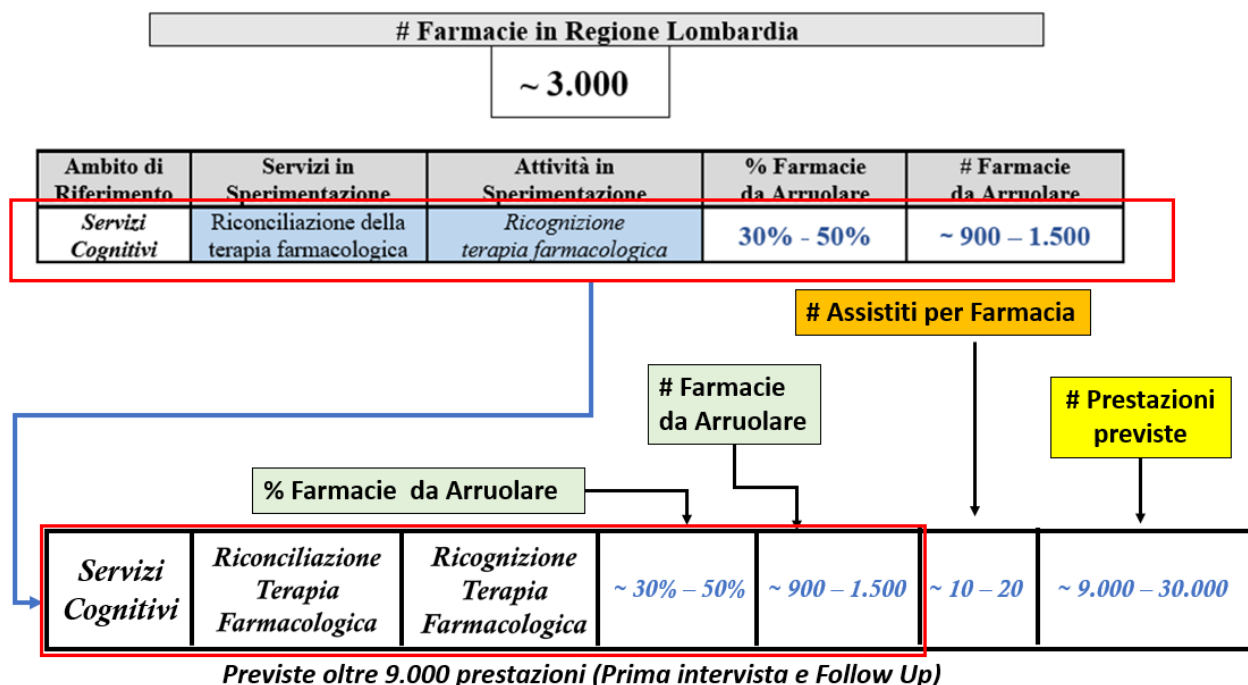 # Farmacie in Regione Lombardia
~ 3.000
Ambito di
Riferimento
Servizi in
Sperimentazione
Attività in
Sperimentazione
% Farmacie
da Arruolare
# Farmacie
da Arruolare
Servizi
Cognitivi
Riconciliazione della
terapia farmacologica
Ricognizione
terapia farmacologica
30% - 50%
~ 900 – 1.500
# Assistiti per Farmacia
# Farmacie
da Arruolare
# Prestazioni
previste
% Farmacie da Arruolare
Servizi
Cognitivi
Riconciliazione
Terapia
Farmacologica
Ricognizione
Terapia
Farmacologica
~ 30% – 50%
~ 900 – 1.500
~ 10 – 20
~ 9.000 – 30.000
Previste oltre 9.000 prestazioni (Prima intervista e Follow Up)